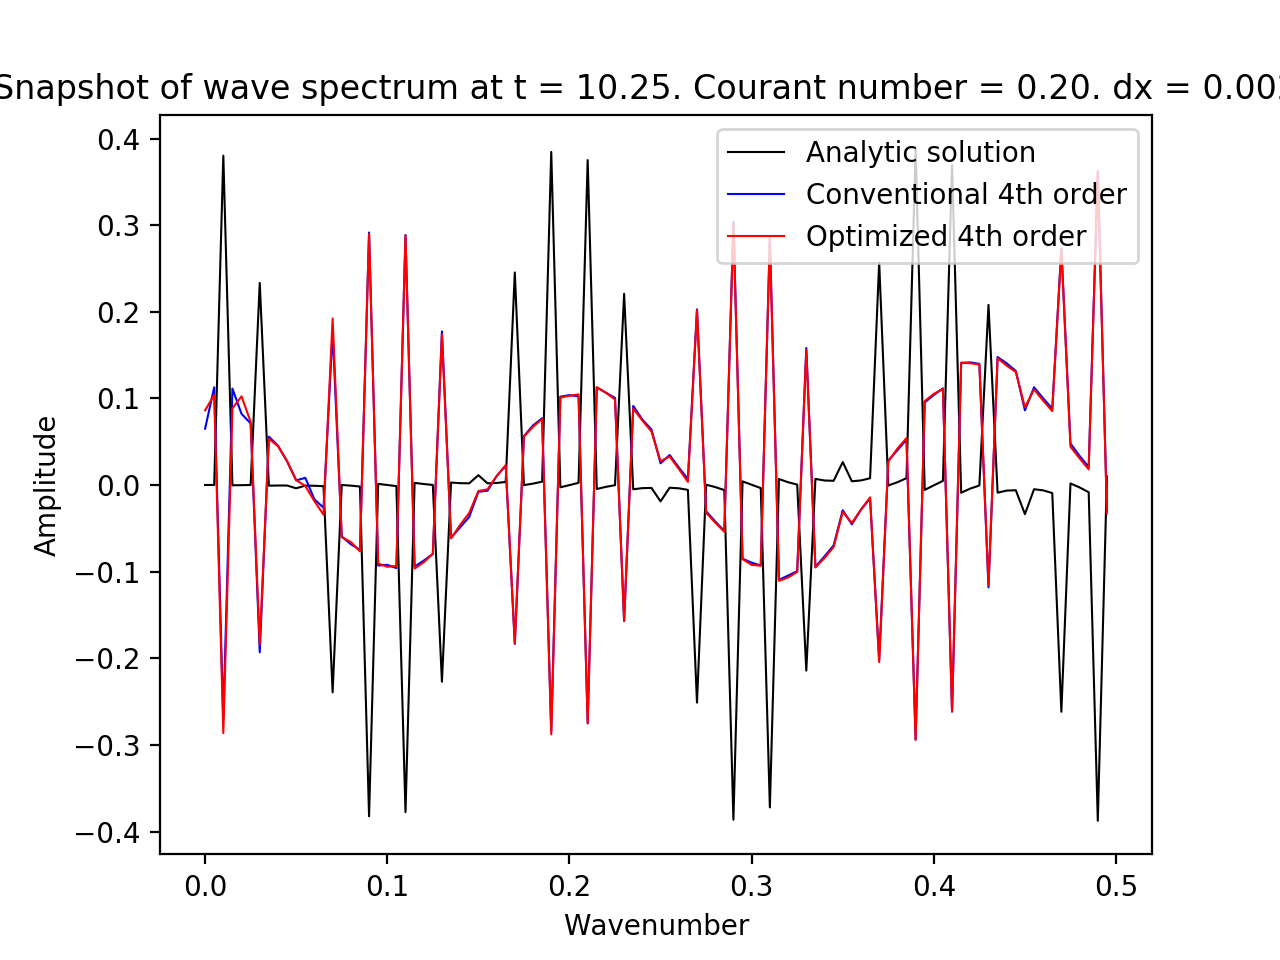 Snapshot of wave spectrum at t = 10.25. Courant number = 0.20. dx = 0.002
Analytic solution
Conventional 4th order
Optimized 4th order
0.4
0.3
0.2
0.1
0.0
−0.1
−0.2
−0.3
−0.4
Amplitude
0.0 0.1 0.2 0.3 0.4 0.5
Wavenumber